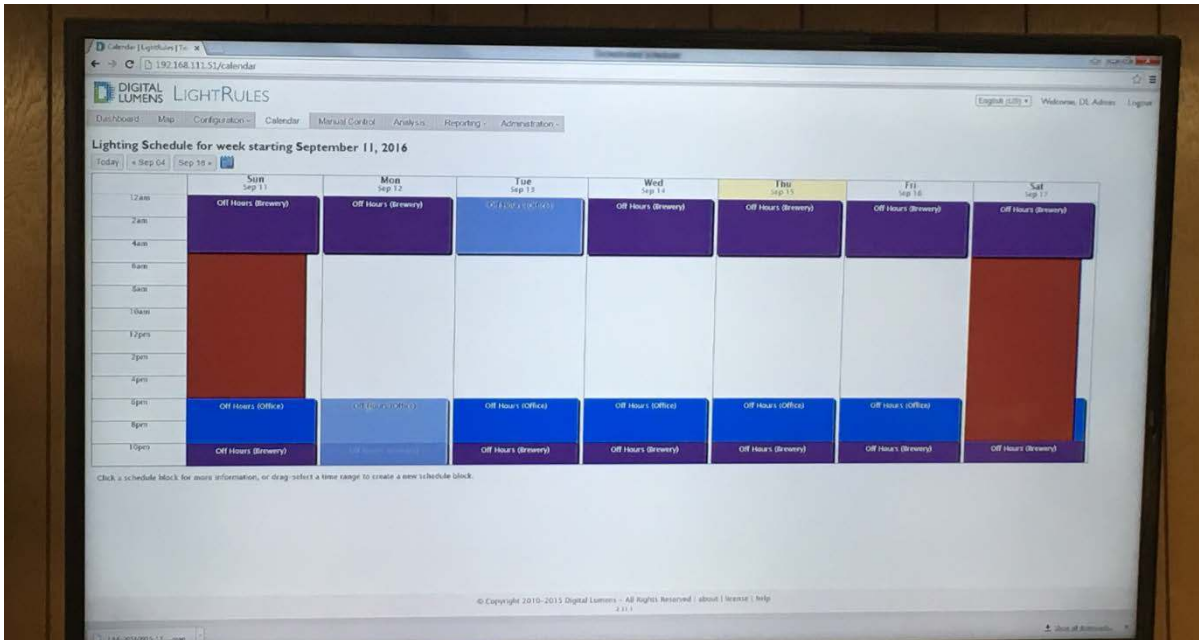 Calendar | LightRules | Te
192.168.111.51/calendar
DIGITAL LUMENS LIGHTRULES
English (US) Welcome, DL Admin Logout
Dashboard Map Configuration Calendar Manual Control Analysis Reporting Administration
Lighting Schedule for week starting September 11, 2016
Today « Sep 04 Sep 18 »
Sun Mon Tue Wed Thu Fri Sat
Sep 11 Sep 12 Sep 13 Sep 14 Sep 15 Sep 16 Sep 17
12am
Off Hours (Brewery) Off Hours (Brewery) Off Hours (Brewery) Off Hours (Brewery) Off Hours (Brewery) Off Hours (Brewery)
2am
4am
6am
8am
10am
12pm
2pm
4pm
6pm
Off Hours (Office) Off Hours (Office) Off Hours (Office) Off Hours (Office) Off Hours (Office) Off Hours (Office)
8pm
10pm
Off Hours (Brewery) Off Hours (Brewery) Off Hours (Brewery) Off Hours (Brewery) Off Hours (Brewery) Off Hours (Brewery)
Click a schedule block for more information, or drag-select a time range to create a new schedule block.
© Copyright 2010-2015 Digital Lumens - All Rights Reserved | about | license | help